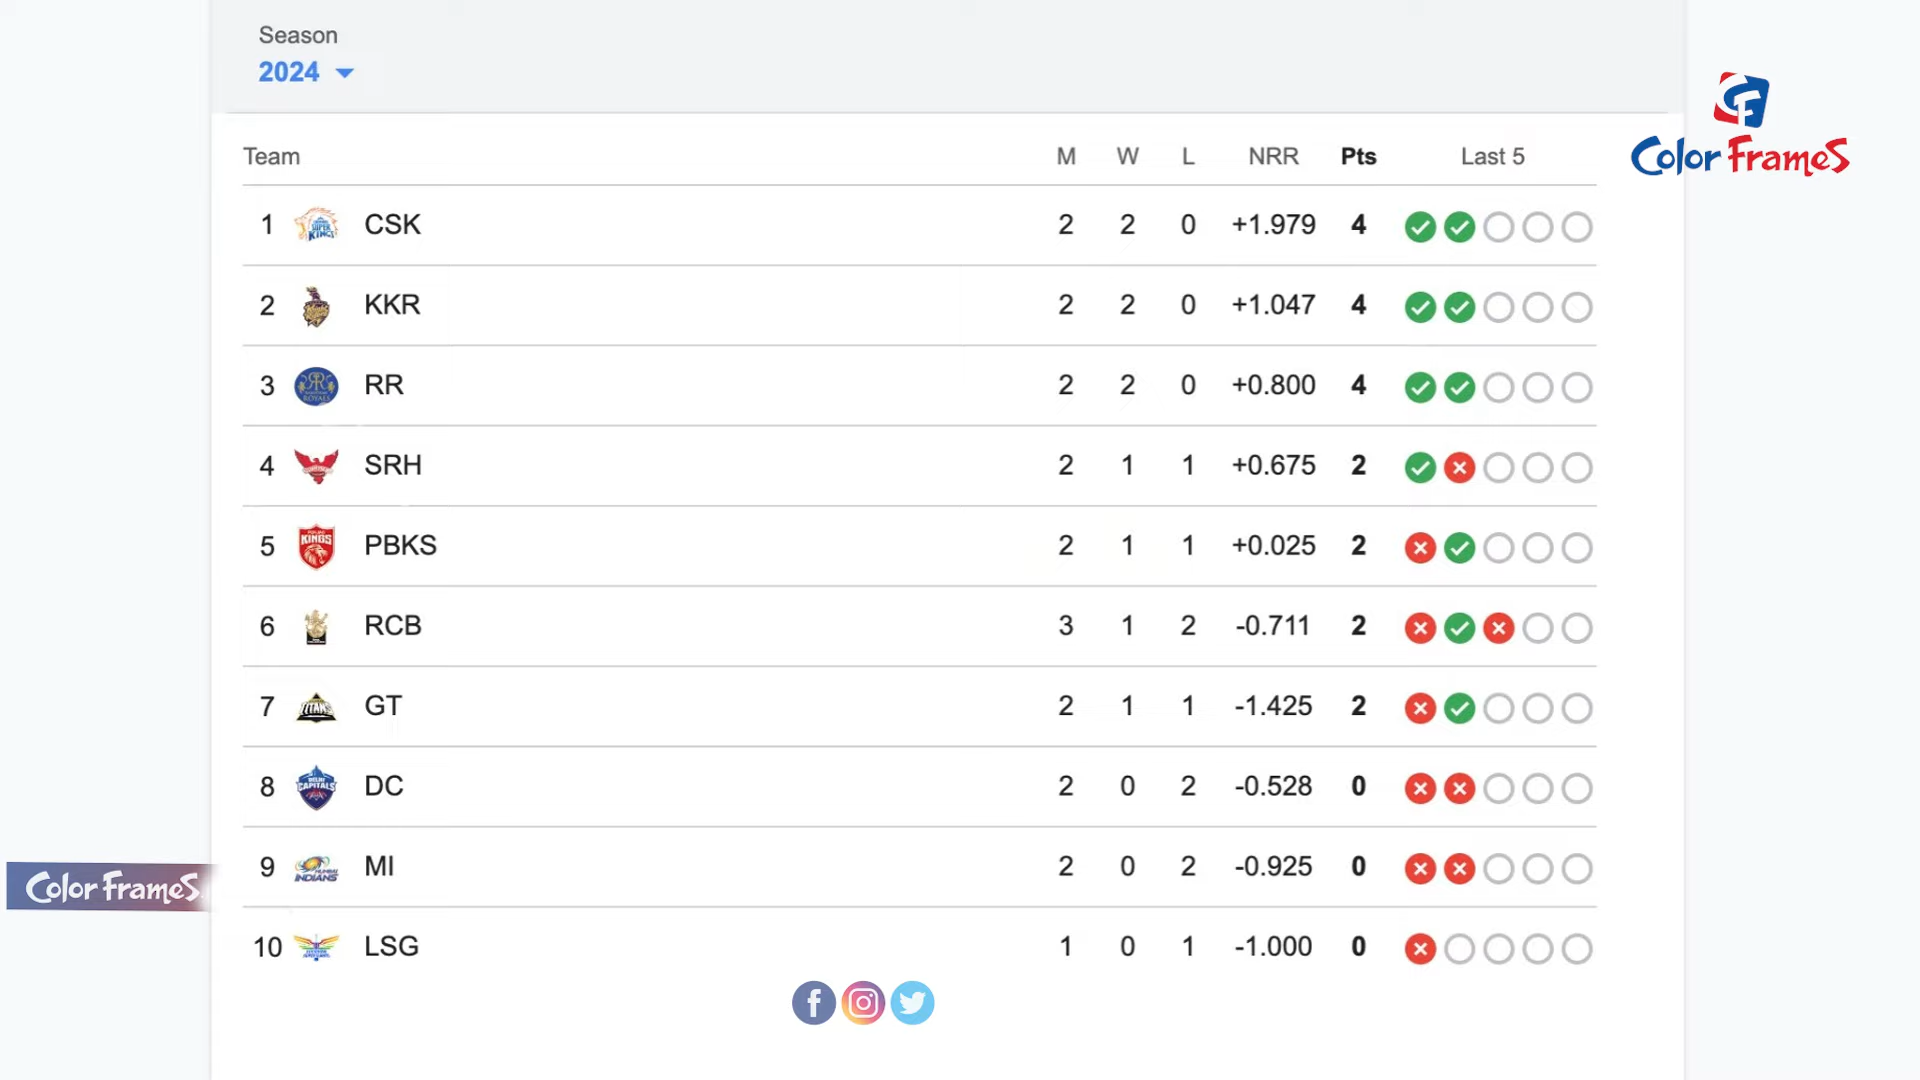 Season
2024
Color FrameS
Team M W L NRR Pts Last 5
1 CSK 2 2 0 +1.979 4
2 KKR 2 2 0 +1.047 4
3 RR 2 2 0 +0.800 4
4 SRH 2 1 1 +0.675 2
5 PBKS 2 1 1 +0.025 2
6 RCB 3 1 2 -0.711 2
7 GT 2 1 1 -1.425 2
8 DC 2 0 2 -0.528 0
9 MI 2 0 2 -0.925 0
Color FrameS
10 LSG 1 0 1 -1.000 0